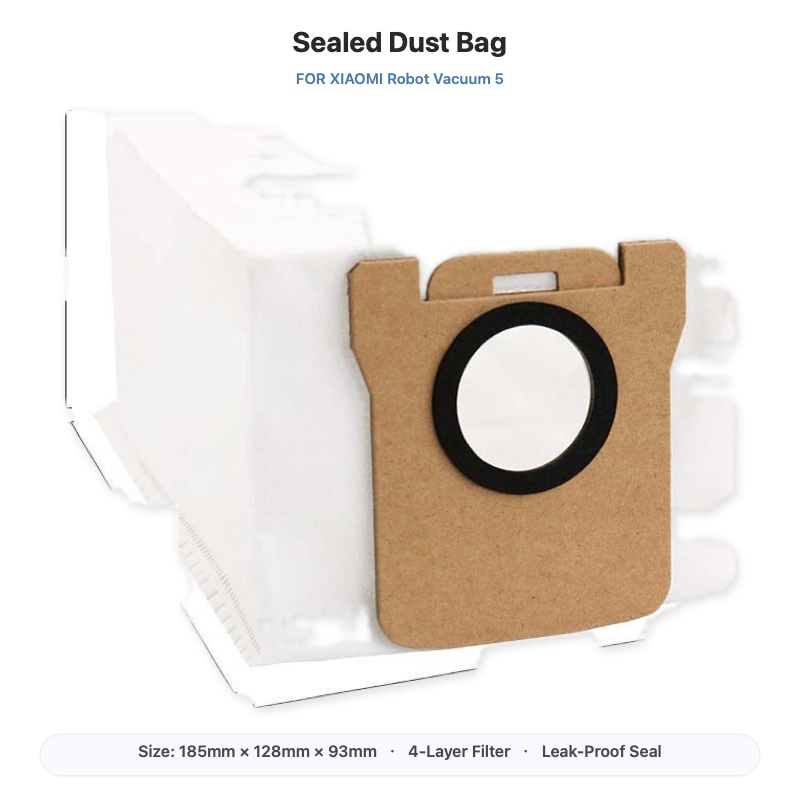 Sealed Dust Bag
FOR XIAOMI Robot Vacuum 5
Size: 185mm × 128mm × 93mm · 4-Layer Filter · Leak-Proof Seal